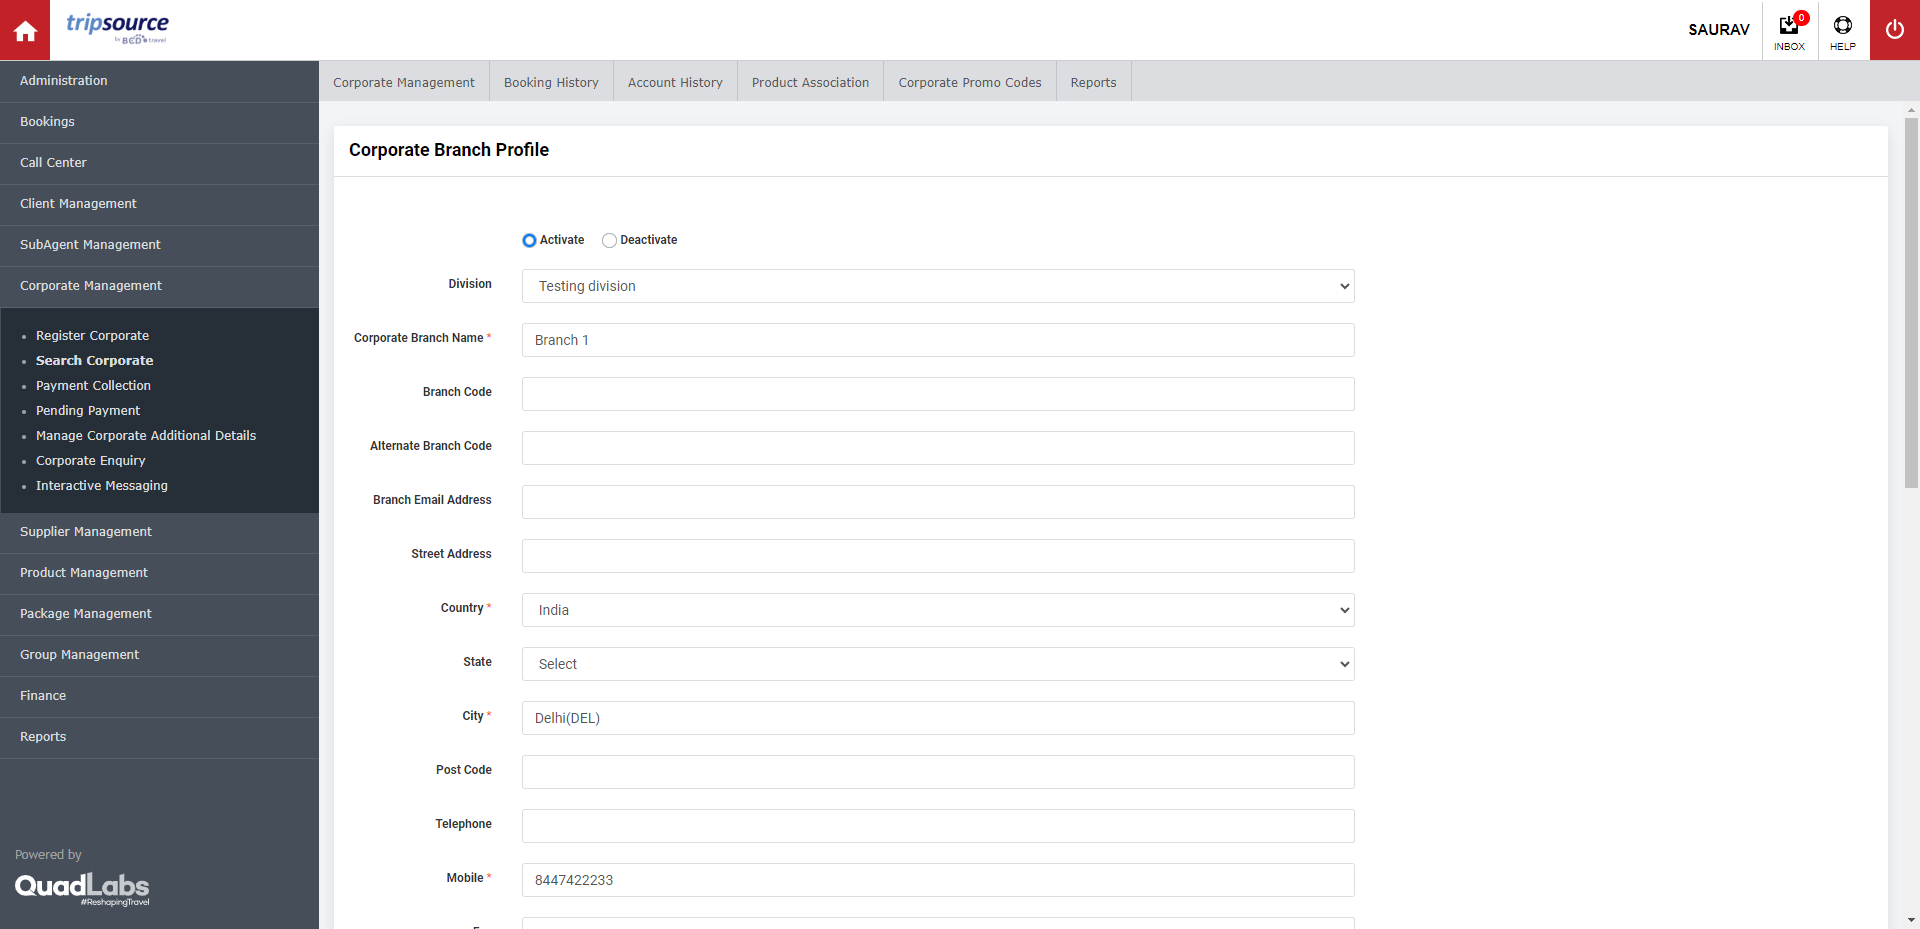 tripsource
by BCD travel
SAURAV
0
INBOX
HELP
Administration
Bookings
Call Center
Client Management
SubAgent Management
Corporate Management
Register Corporate
Search Corporate
Payment Collection
Pending Payment
Manage Corporate Additional Details
Corporate Enquiry
Interactive Messaging
Supplier Management
Product Management
Package Management
Group Management
Finance
Reports
Powered by
QuadLabs
#ReshapingTravel
Corporate Management
Booking History
Account History
Product Association
Corporate Promo Codes
Reports
Corporate Branch Profile
Activate
Deactivate
Division
Testing division
Corporate Branch Name *
Branch 1
Branch Code
Alternate Branch Code
Branch Email Address
Street Address
Country *
India
State
Select
City *
Delhi(DEL)
Post Code
Telephone
Mobile *
8447422233